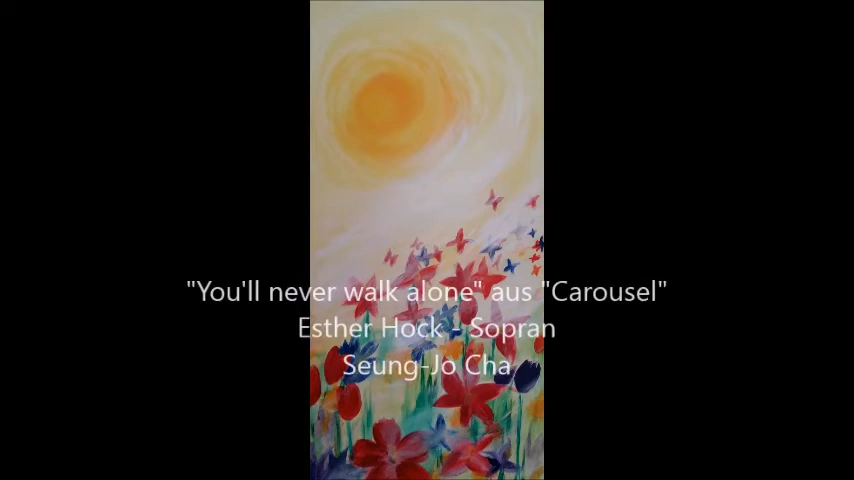 "You'll never walk alone" aus "Carousel"
Esther Hock - Sopran
Seung-Jo Cha